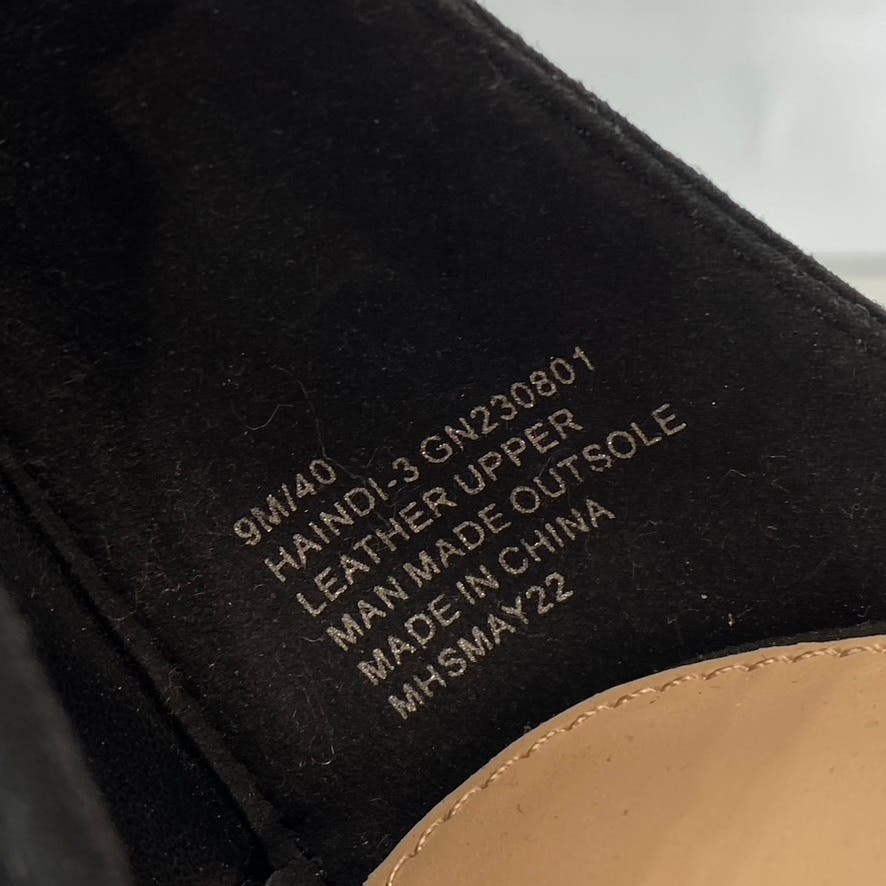 9M/40
HAINDI-3 GN230801
LEATHER UPPER
MAN MADE OUTSOLE
MADE IN CHINA
MHSMAY22